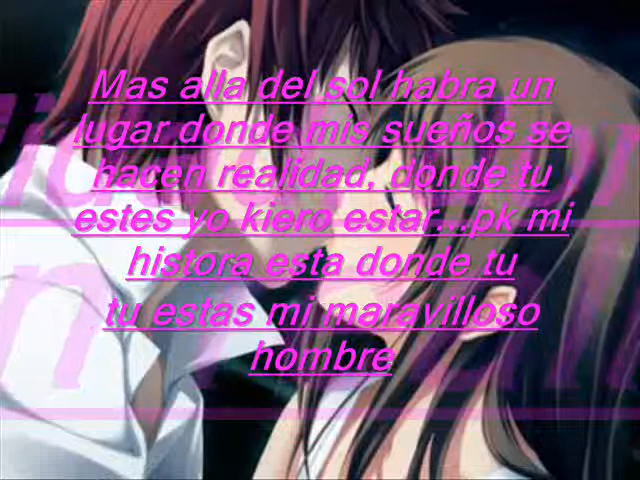 Mas alla del sol habra un
lugar donde mis sueños se
hacen realidad, donde tu
estes yo kiero estar...pk mi
histora esta donde tu
tu estas mi maravilloso
hombre